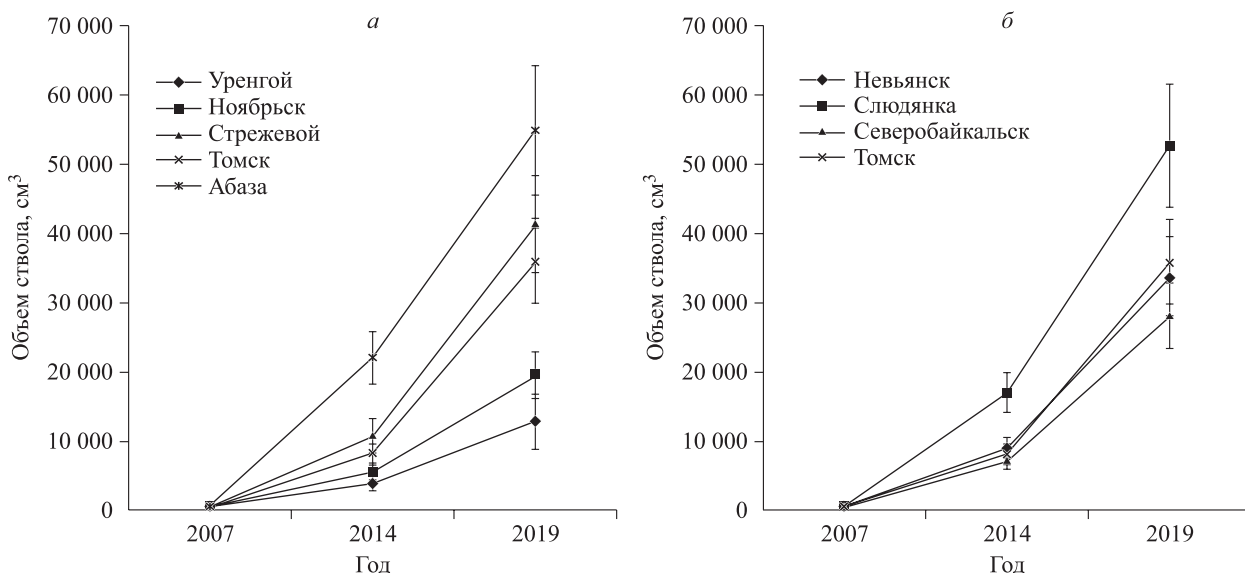 а
Объем ствола, см³
70 000
60 000
50 000
40 000
30 000
20 000
10 000
0
Уренгой
Ноябрьск
Стрежевой
Томск
Абаза
2007
2014
2019
Год
б
Объем ствола, см³
70 000
60 000
50 000
40 000
30 000
20 000
10 000
0
Невьянск
Слюдянка
Северобайкальск
Томск
2007
2014
2019
Год